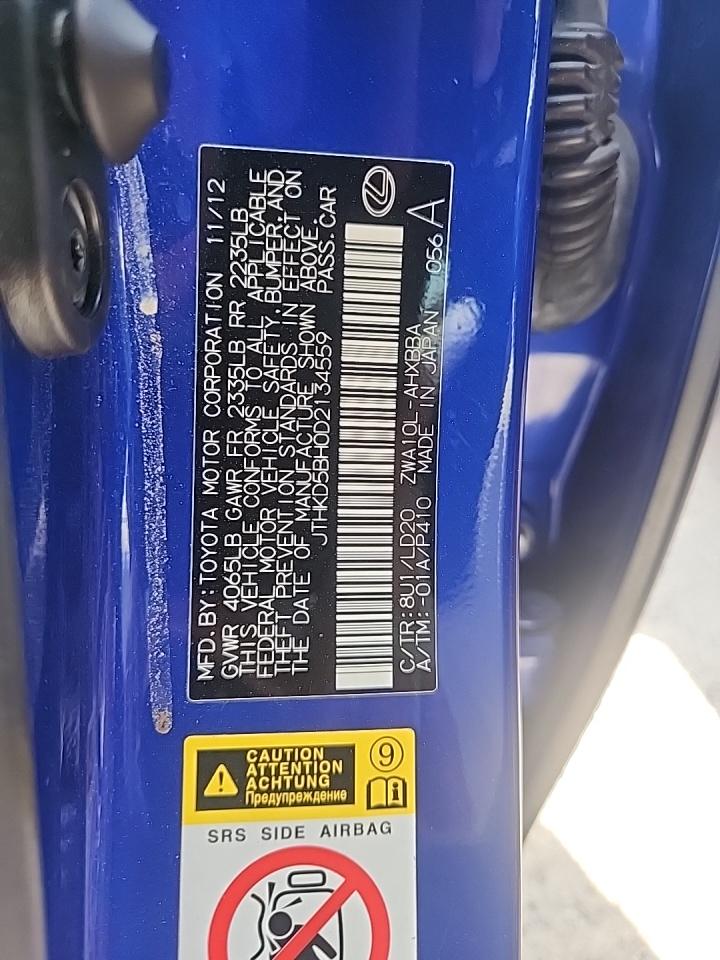 MFD.BY:TOYOTA MOTOR CORPORATION 11/12
GVWR 4065LB GAWR FR 2335LB RR 2235LB
THIS VEHICLE CONFORMS TO ALL APPLICABLE
FEDERAL MOTOR VEHICLE SAFETY, BUMPER, AND
THEFT PREVENTION STANDARDS IN EFFECT ON
THE DATE OF MANUFACTURE SHOWN ABOVE.
JTHKD5BH0D2134559 PASS.CAR
C/TR:8U1/LD20 ZWA10L-AHXBBA
A/TM:-01A/P410 MADE IN JAPAN 056 A
CAUTION
ATTENTION
ACHTUNG
Предупреждение
9
SRS SIDE AIRBAG